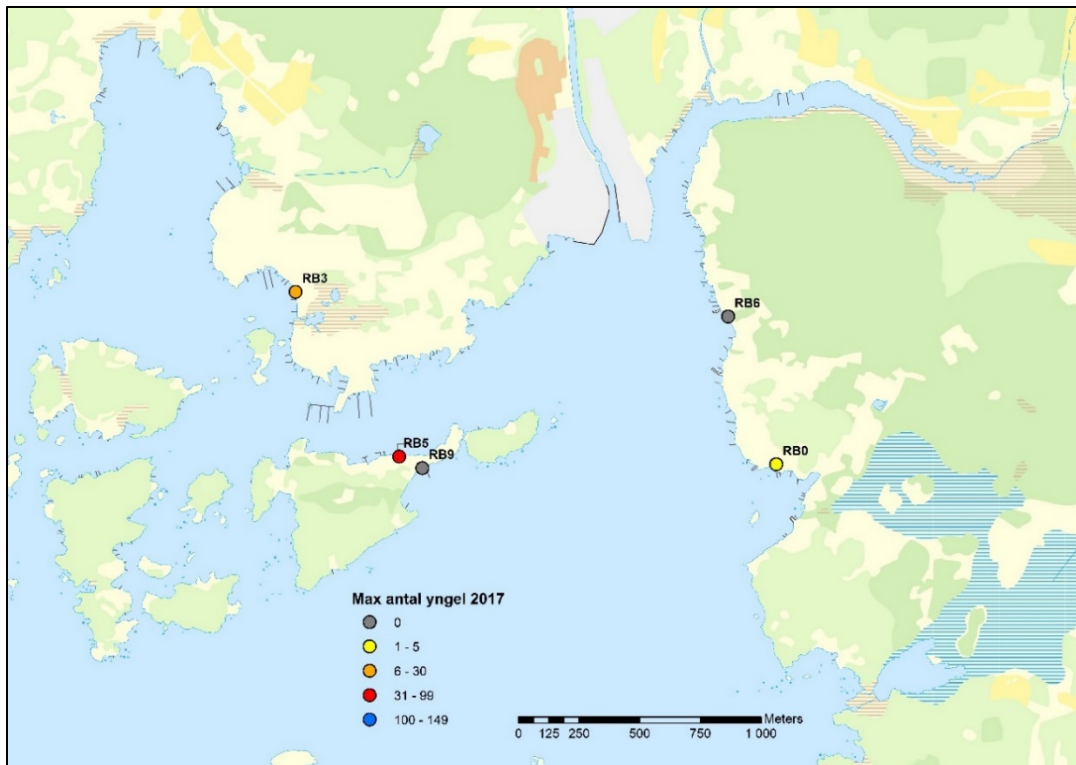 RB3
RB6
RB5
RB0
RB9
Max antal yngel 2017
0
1 - 5
6 - 30
31 - 99
100 - 149
Meters
0 125 250 500 750 1 000